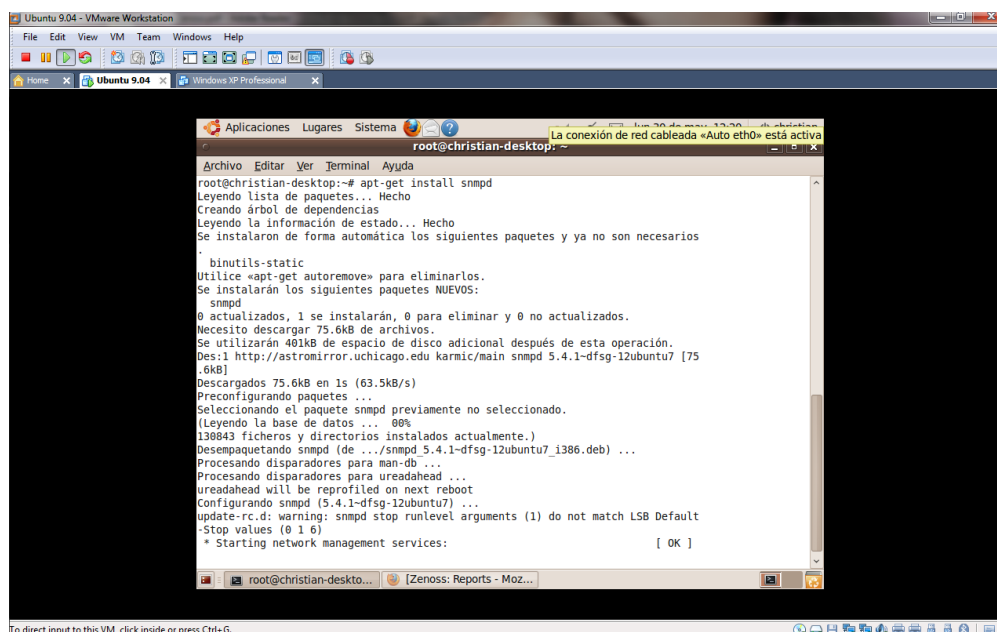 Ubuntu 9.04 - VMware Workstation
File Edit View VM Team Windows Help
Home x Ubuntu 9.04 x Windows XP Professional x
Aplicaciones Lugares Sistema
La conexión de red cableada «Auto eth0» está activa
root@christian-desktop: ~
Archivo Editar Ver Terminal Ayuda
root@christian-desktop:~# apt-get install snmpd
Leyendo lista de paquetes... Hecho
Creando árbol de dependencias
Leyendo la información de estado... Hecho
Se instalaron de forma automática los siguientes paquetes y ya no son necesarios
.
binutils-static
Utilice «apt-get autoremove» para eliminarlos.
Se instalarán los siguientes paquetes NUEVOS:
snmpd
0 actualizados, 1 se instalarán, 0 para eliminar y 0 no actualizados.
Necesito descargar 75.6kB de archivos.
Se utilizarán 401kB de espacio de disco adicional después de esta operación.
Des:1 http://astromirror.uchicago.edu karmic/main snmpd 5.4.1~dfsg-12ubuntu7 [75
.6kB]
Descargados 75.6kB en 1s (63.5kB/s)
Preconfigurando paquetes ...
Seleccionando el paquete snmpd previamente no seleccionado.
(Leyendo la base de datos ... 00%
130843 ficheros y directorios instalados actualmente.)
Desempaquetando snmpd (de .../snmpd_5.4.1~dfsg-12ubuntu7_i386.deb) ...
Procesando disparadores para man-db ...
Procesando disparadores para ureadahead ...
ureadahead will be reprofiled on next reboot
Configurando snmpd (5.4.1~dfsg-12ubuntu7) ...
update-rc.d: warning: snmpd stop runlevel arguments (1) do not match LSB Default
-Stop values (0 1 6)
* Starting network management services: [ OK ]
root@christian-deskto... [Zenoss: Reports - Moz...
To direct input to this VM, click inside or press Ctrl+G.